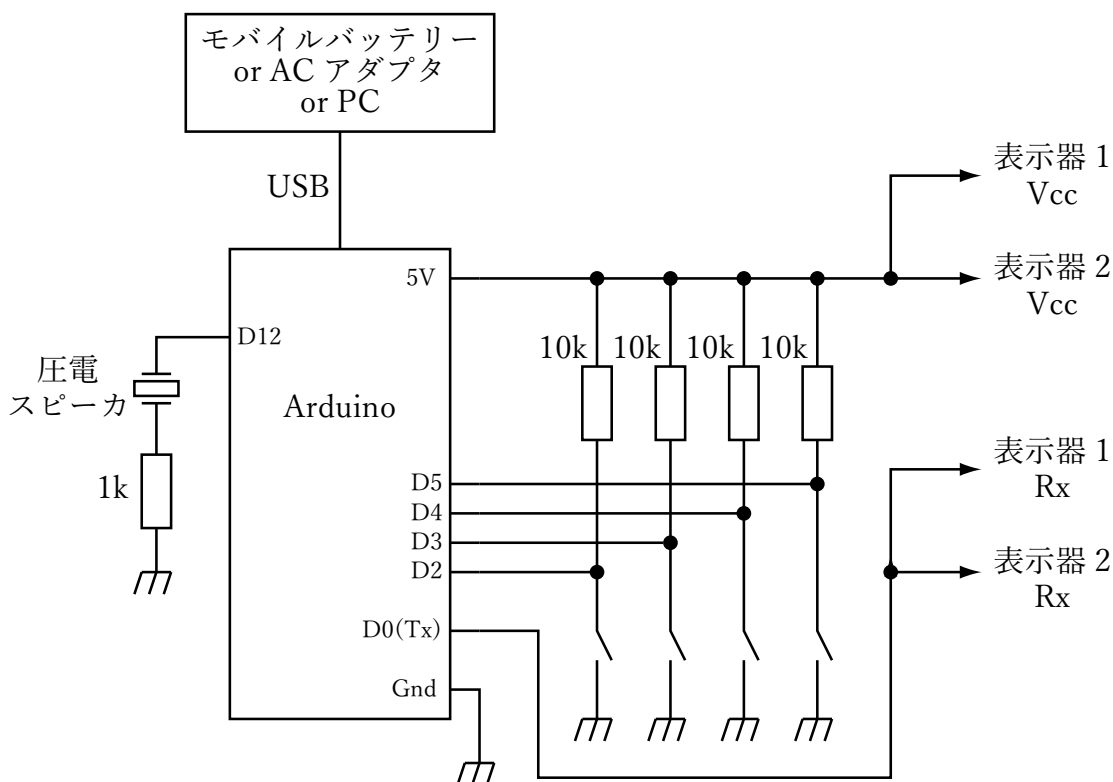 モバイルバッテリー
or AC アダプタ
or PC
USB
表示器 1
Vcc
表示器 2
Vcc
5V
D12
圧電
スピーカ
1k
Arduino
10k
10k
10k
10k
D5
D4
D3
D2
D0(Tx)
Gnd
表示器 1
Rx
表示器 2
Rx